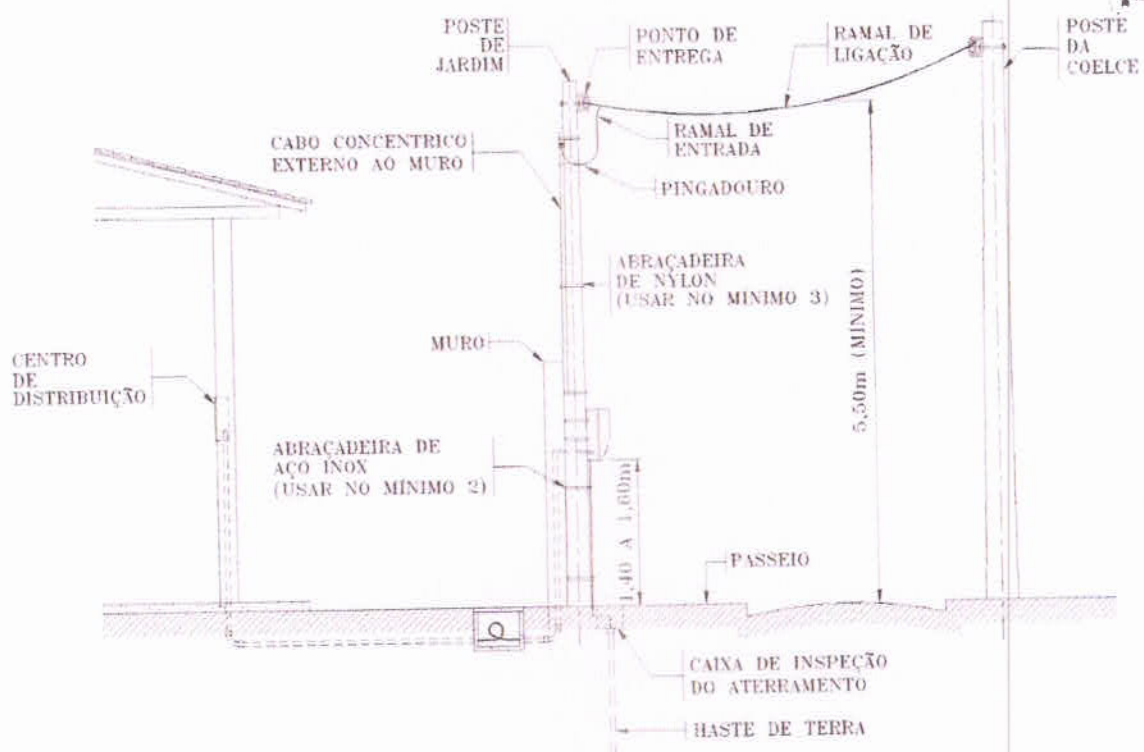 POSTE
DE
JARDIM
PONTO DE
ENTREGA
RAMAL DE
LIGAÇÃO
POSTE
DA
COELCE
CABO CONCENTRICO
EXTERNO AO MURO
RAMAL DE
ENTRADA
PINGADOURO
ABRAÇADEIRA
DE NYLON
(USAR NO MINIMO 3)
5,50m (MINIMO)
MURO
CENTRO
DE
DISTRIBUIÇÃO
ABRAÇADEIRA DE
AÇO INOX
(USAR NO MÍNIMO 2)
1,40 A 1,60m
PASSEIO
CAIXA DE INSPEÇÃO
DO ATERRAMENTO
HASTE DE TERRA